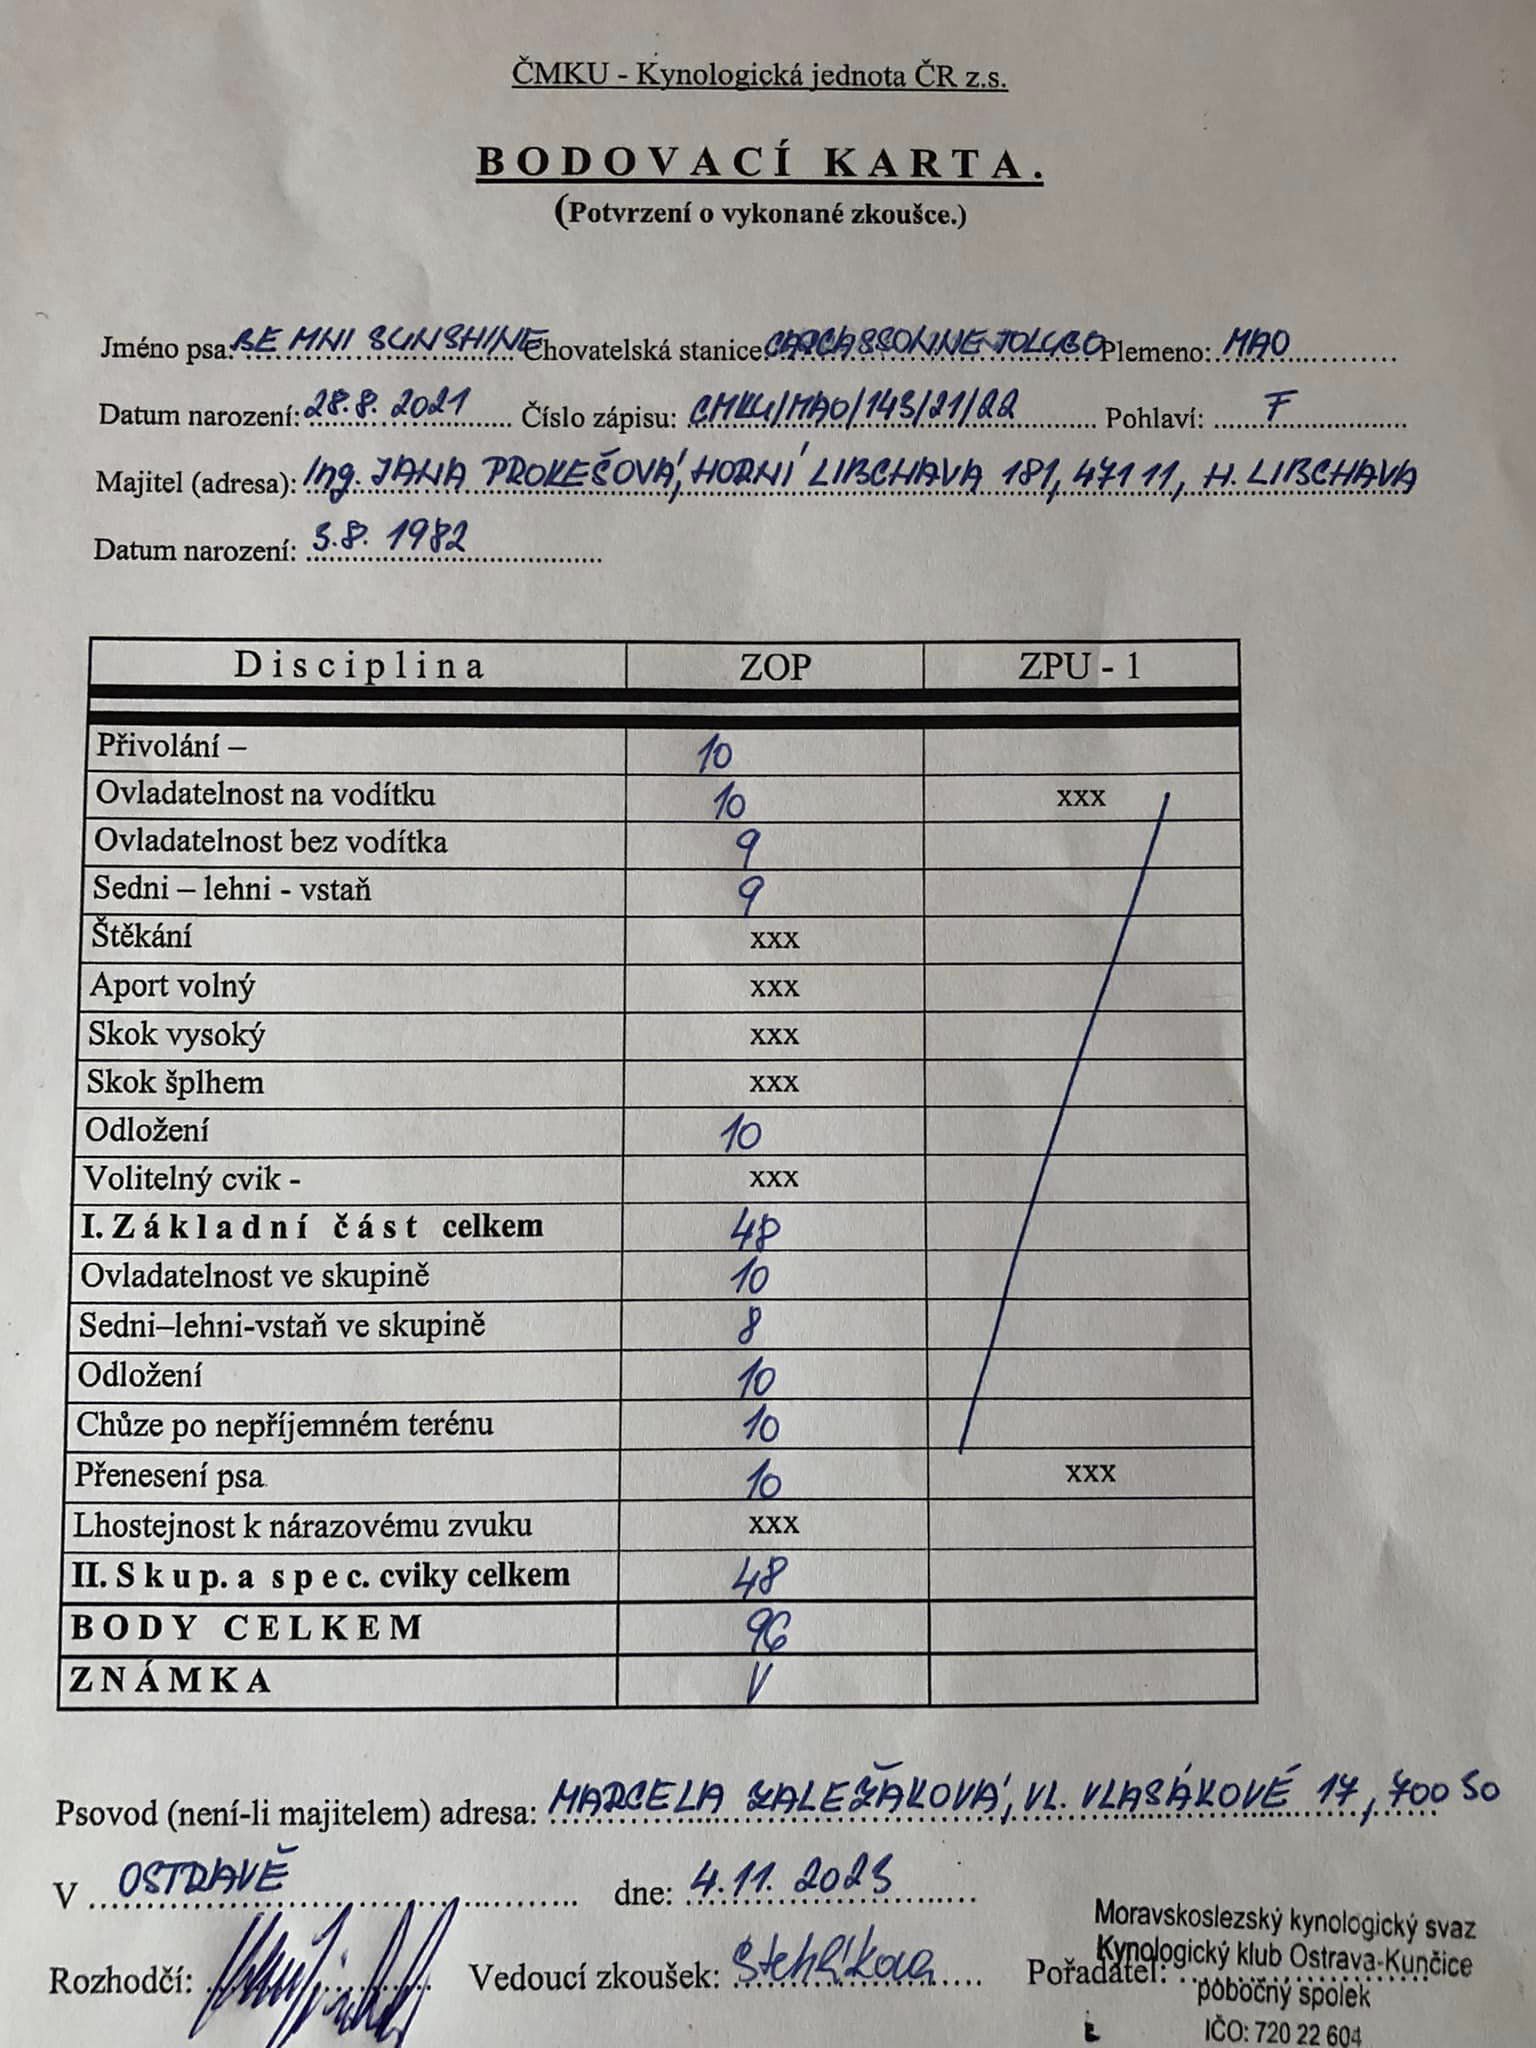 ČMKU - Kynologická jednota ČR z.s.
BODOVACÍ KARTA.
(Potvrzení o vykonané zkoušce.)
Jméno psa: BE MNI SUNSHINE Chovatelská stanice: CARCASSONNE JOLUBO Plemeno: MAO
Datum narození: 28.8. 2021 Číslo zápisu: CMKU/MAO/143/21/22 Pohlaví: F
Majitel (adresa): Ing. JANA PROKEŠOVÁ, HORNÍ LIBCHAVA 181, 471 11, H. LIBCHAVA
Datum narození: 3.8. 1982
Disciplina ZOP ZPU - 1
Přivolání – 10
Ovladatelnost na vodítku 10 xxx
Ovladatelnost bez vodítka 9
Sedni – lehni - vstaň 9
Štěkání xxx
Aport volný xxx
Skok vysoký xxx
Skok šplhem xxx
Odložení 10
Volitelný cvik - xxx
I. Základní část celkem 48
Ovladatelnost ve skupině 10
Sedni–lehni-vstaň ve skupině 8
Odložení 10
Chůze po nepříjemném terénu 10
Přenesení psa 10 xxx
Lhostejnost k nárazovému zvuku xxx
II. Skup. a spec. cviky celkem 48
BODY CELKEM 96
ZNÁMKA V
Psovod (není-li majitelem) adresa: MARCELA ZALEŽÁKOVÁ, VL. VLASÁKOVÉ 17, 700 30
V OSTRAVĚ dne: 4.11. 2023
Rozhodčí: Vedoucí zkoušek: Stehlíková Pořadatel:
Moravskoslezský kynologický svaz
Kynologický klub Ostrava-Kunčice
pobočný spolek
IČO: 720 22 604